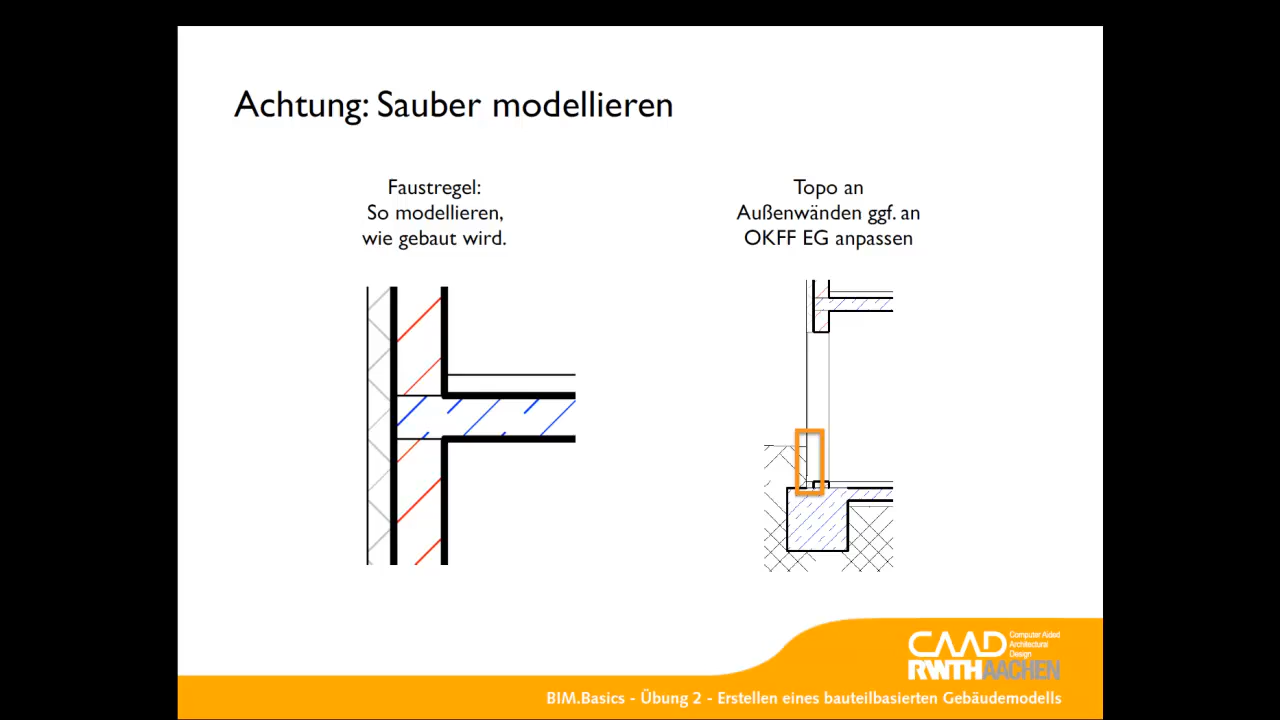 Achtung: Sauber modellieren
Faustregel:
So modellieren,
wie gebaut wird.
Topo an
Außenwänden ggf. an
OKFF EG anpassen
CAAD
Computer Aided
Architectural
Design
RWTHAACHEN
BIM.Basics - Übung 2 - Erstellen eines bauteilbasierten Gebäudemodells